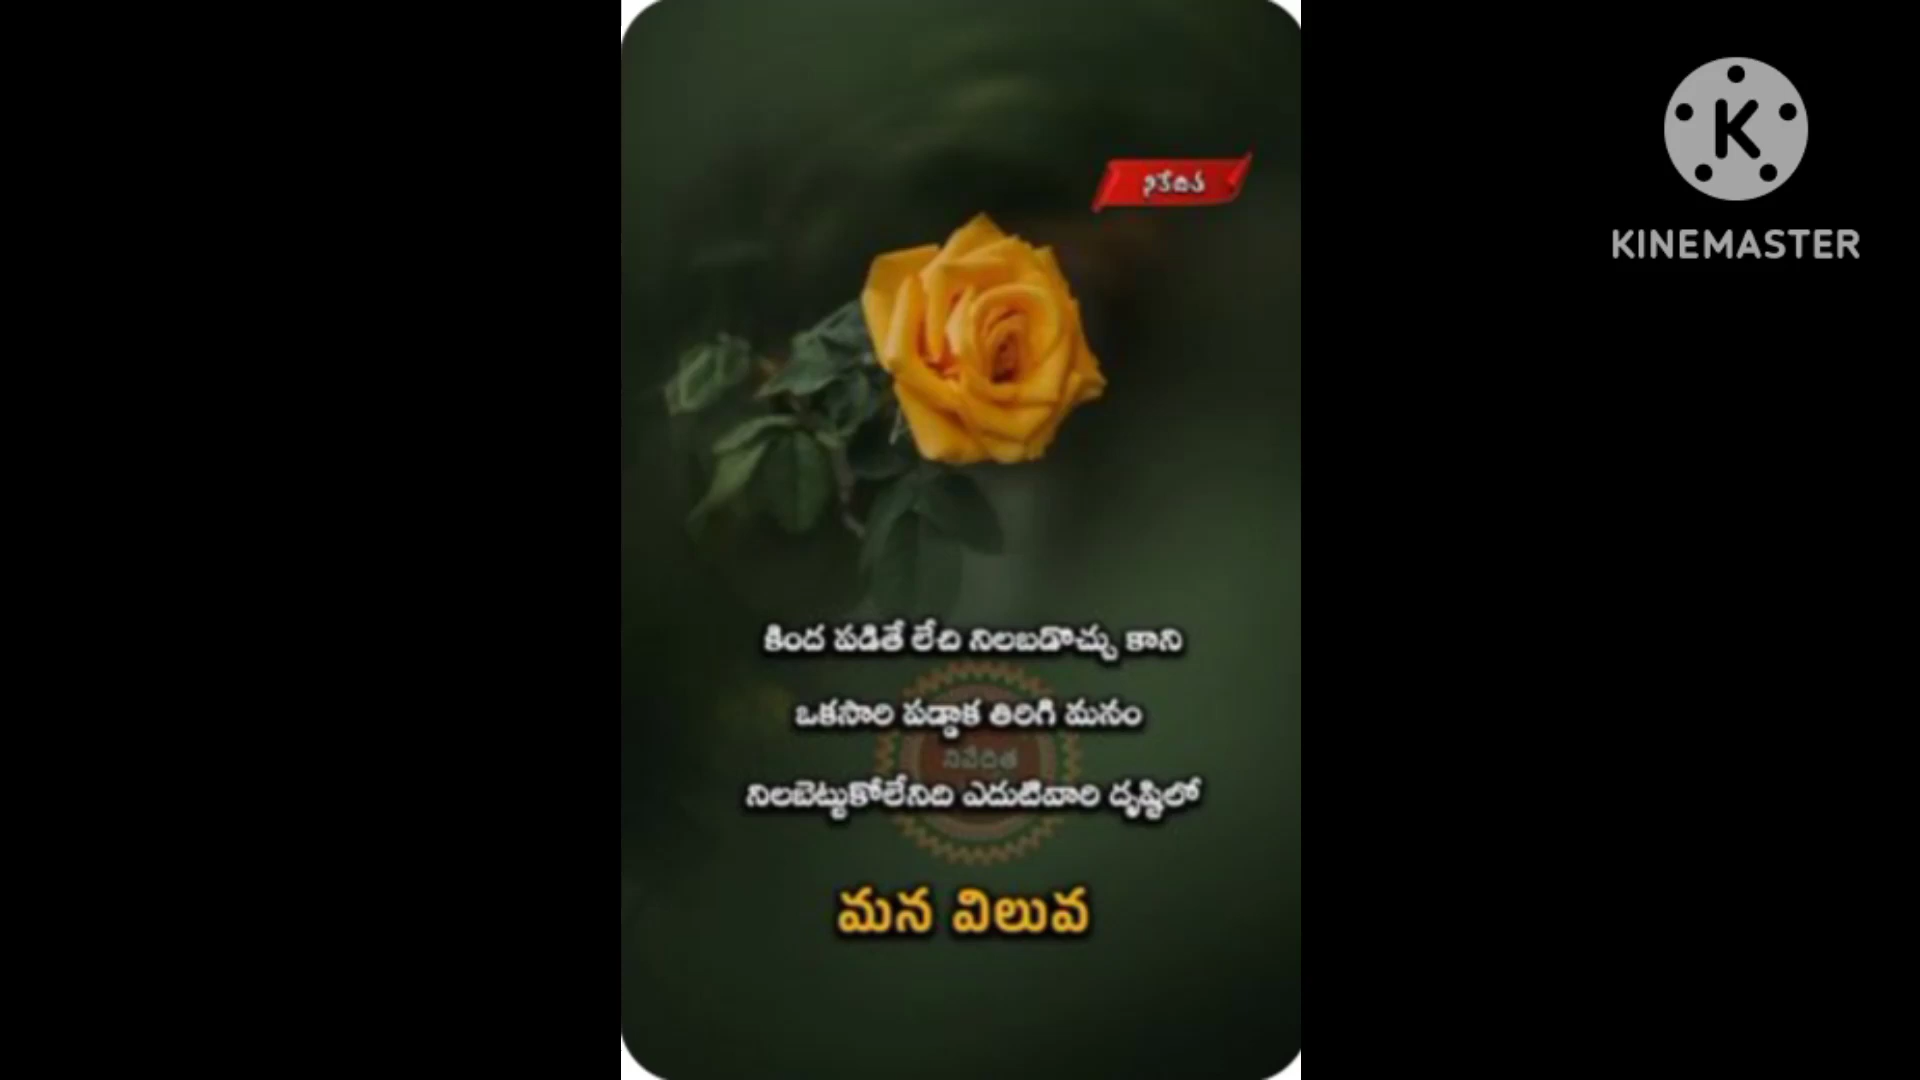 నివేదిత
KINEMASTER
కింద పడితే లేచి నిలబడొచ్చు కాని
ఒకసారి పడ్డాక తిరిగి మనం
నివేదిత
నిలబెట్టుకోలేనిది ఎదుటివారి దృష్టిలో
మన విలువ